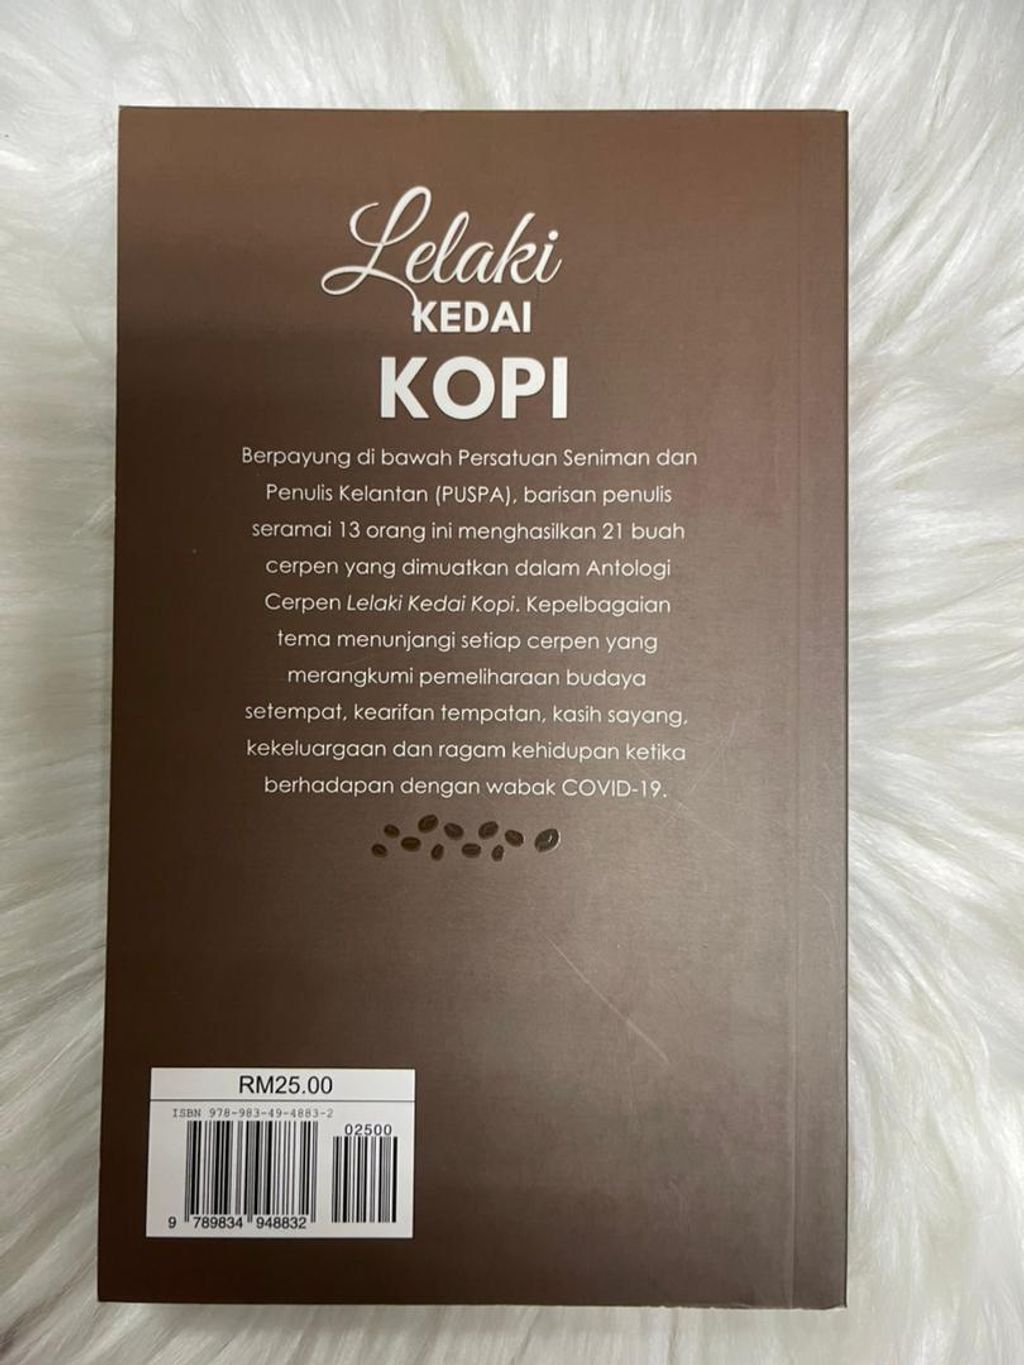 Lelaki
KEDAI
KOPI
Berpayung di bawah Persatuan Seniman dan
Penulis Kelantan (PUSPA), barisan penulis
seramai 13 orang ini menghasilkan 21 buah
cerpen yang dimuatkan dalam Antologi
Cerpen Lelaki Kedai Kopi. Kepelbagaian
tema menunjangi setiap cerpen yang
merangkumi pemeliharaan budaya
setempat, kearifan tempatan, kasih sayang,
kekeluargaan dan ragam kehidupan ketika
berhadapan dengan wabak COVID-19.
RM25.00
ISBN 978-983-49-4883-2
02500
9 789834 948832